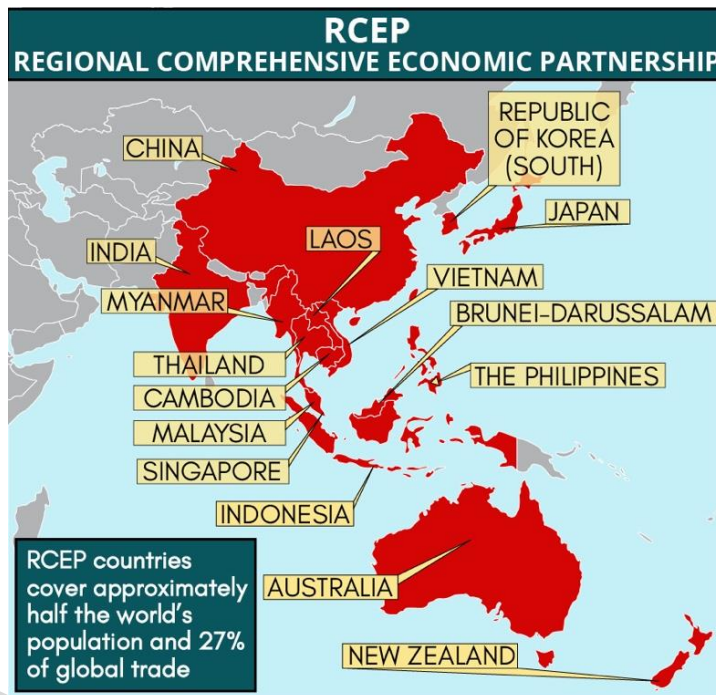 RCEP
REGIONAL COMPREHENSIVE ECONOMIC PARTNERSHIP
REPUBLIC
OF KOREA
(SOUTH)
CHINA
JAPAN
LAOS
INDIA
VIETNAM
MYANMAR
BRUNEI-DARUSSALAM
THAILAND
THE PHILIPPINES
CAMBODIA
MALAYSIA
SINGAPORE
INDONESIA
RCEP countries
cover approximately
half the world's
population and 27%
of global trade
AUSTRALIA
NEW ZEALAND